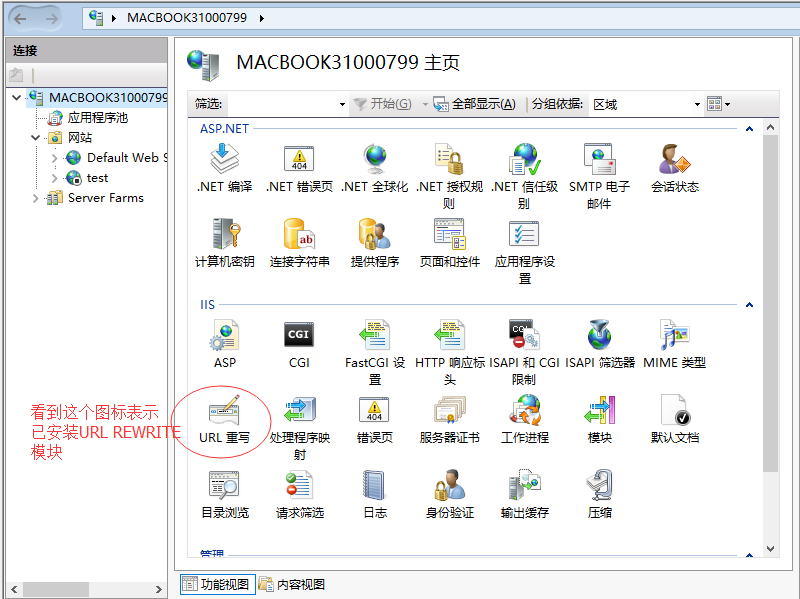 MACBOOK31000799
连接
MACBOOK31000799
应用程序池
网站
Default Web S
test
Server Farms
看到这个图标表示
已安装URL REWRITE
模块
MACBOOK31000799 主页
筛选:
开始(G)
全部显示(A)
分组依据:
区域
ASP.NET
.NET 编译
.NET 错误页
404
.NET 全球化
.NET 授权规
则
.NET 信任级
别
SMTP 电子
邮件
会话状态
计算机密钥
ab
连接字符串
提供程序
页面和控件
应用程序设
置
IIS
ASP
CGI
CGI
FastCGI 设
置
HTTP 响应标
头
CGI
ISAPI 和 CGI
限制
ISAPI 筛选器
MIME 类型
URL 重写
处理程序映
射
404
错误页
服务器证书
工作进程
模块
默认文档
目录浏览
请求筛选
日志
身份验证
输出缓存
压缩
管理
功能视图
内容视图